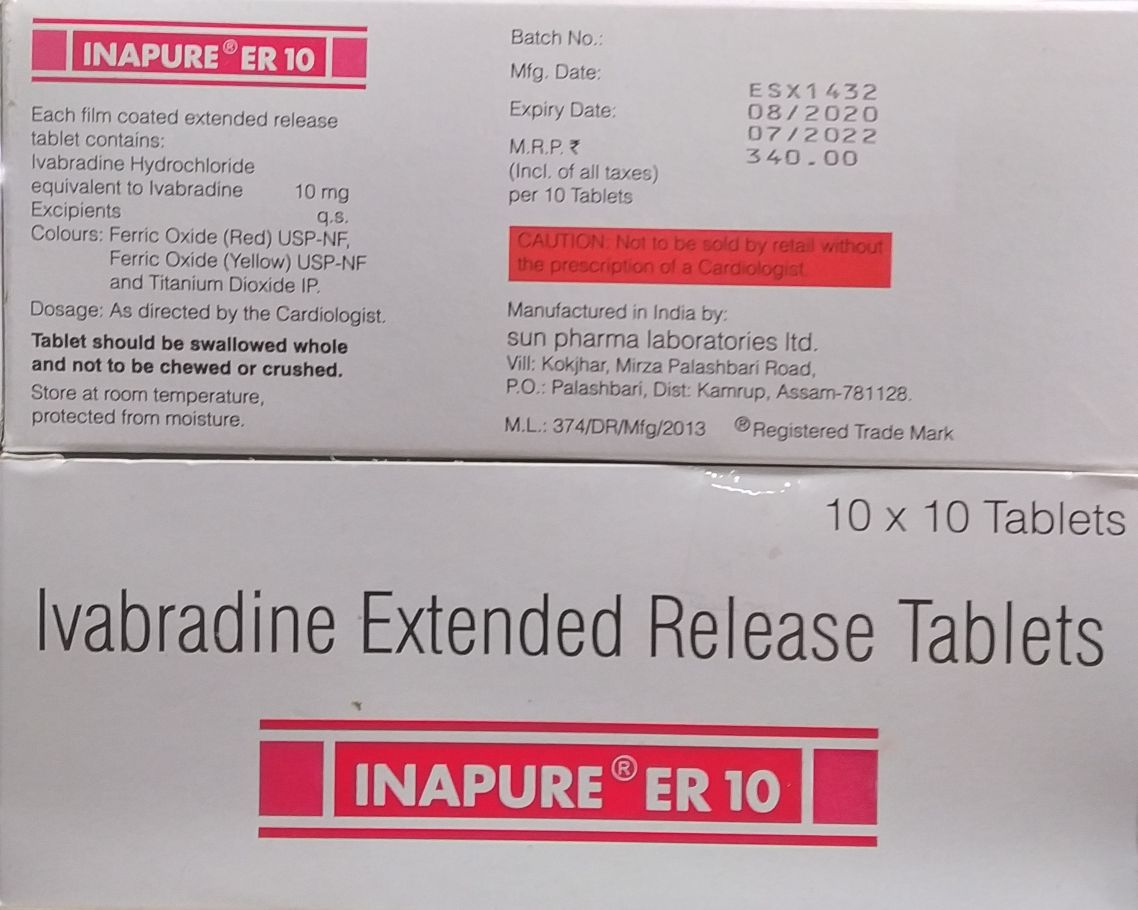 INAPURE® ER 10
Each film coated extended release
tablet contains:
Ivabradine Hydrochloride
equivalent to Ivabradine 10 mg
Excipients q.s.
Colours: Ferric Oxide (Red) USP-NF,
Ferric Oxide (Yellow) USP-NF
and Titanium Dioxide IP.
Dosage: As directed by the Cardiologist.
Tablet should be swallowed whole
and not to be chewed or crushed.
Store at room temperature,
protected from moisture.
Batch No.:
Mfg. Date:
Expiry Date:
M.R.P. ₹
(Incl. of all taxes)
per 10 Tablets
ESX1432
08/2020
07/2022
340.00
CAUTION: Not to be sold by retail without
the prescription of a Cardiologist.
Manufactured in India by:
sun pharma laboratories ltd.
Vill: Kokjhar, Mirza Palashbari Road,
P.O.: Palashbari, Dist: Kamrup, Assam-781128.
M.L.: 374/DR/Mfg/2013 ®Registered Trade Mark
10 x 10 Tablets
Ivabradine Extended Release Tablets
INAPURE® ER 10